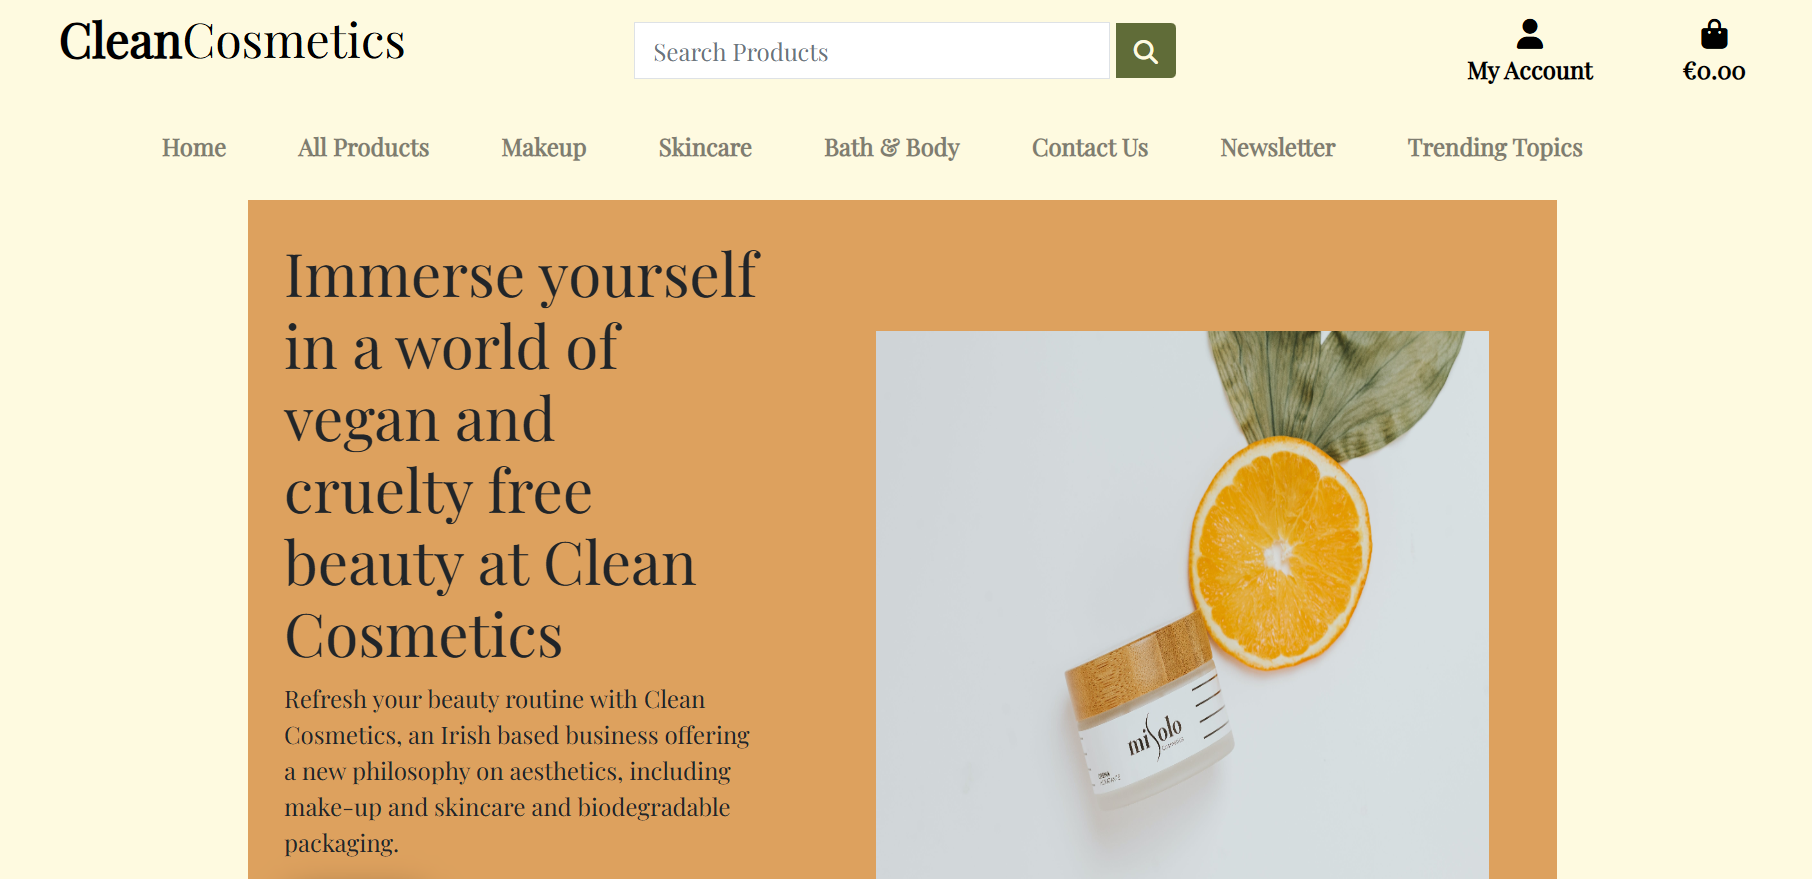 CleanCosmetics
Search Products
My Account
€0.00
Home
All Products
Makeup
Skincare
Bath & Body
Contact Us
Newsletter
Trending Topics
Immerse yourself
in a world of
vegan and
cruelty free
beauty at Clean
Cosmetics
Refresh your beauty routine with Clean
Cosmetics, an Irish based business offering
a new philosophy on aesthetics, including
make-up and skincare and biodegradable
packaging.
miSolo